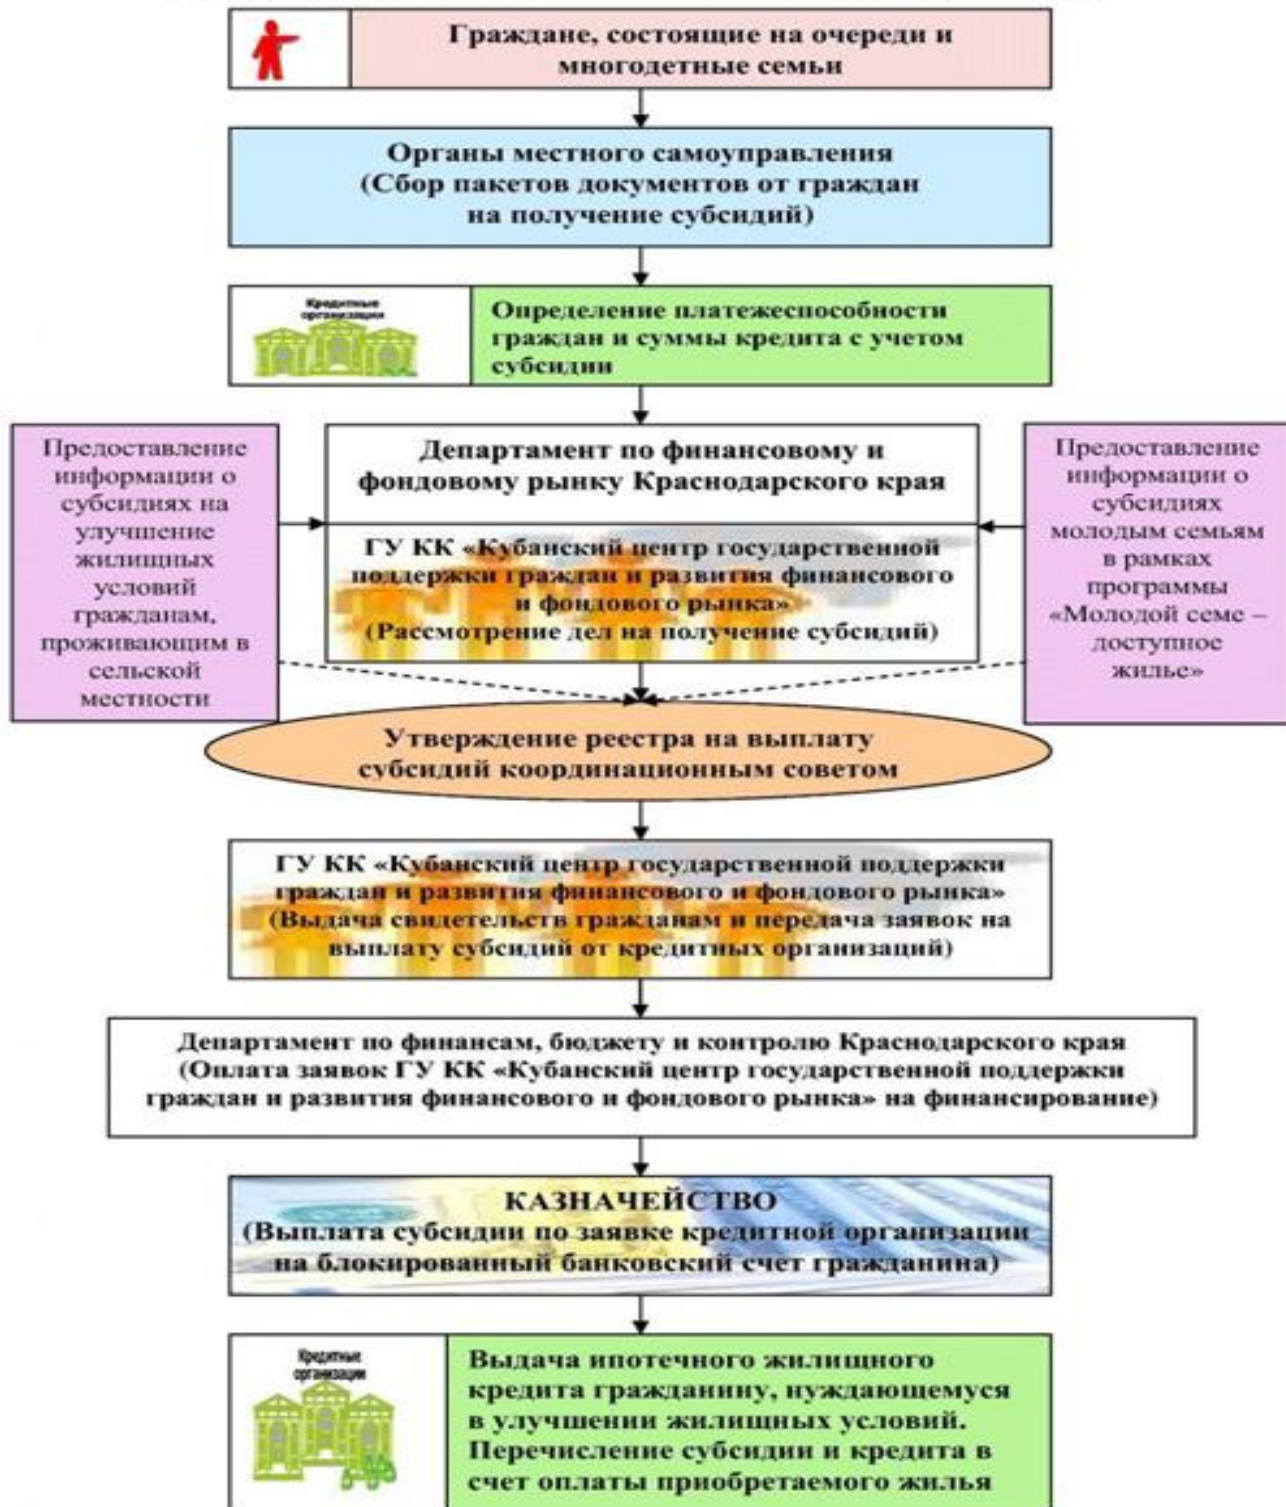 Граждане, состоящие на очереди и
многодетные семьи
Органы местного самоуправления
(Сбор пакетов документов от граждан
на получение субсидий)
Кредитные
организации
Определение платежеспособности
граждан и суммы кредита с учетом
субсидии
Предоставление
информации о
субсидиях на
улучшение
жилищных
условий
гражданам,
проживающим в
сельской
местности
Департамент по финансовому и
фондовому рынку Краснодарского края
ГУ КК «Кубанский центр государственной
поддержки граждан и развития финансового
и фондового рынка»
(Рассмотрение дел на получение субсидий)
Предоставление
информации о
субсидиях
молодым семьям
в рамках
программы
«Молодой семе –
доступное
жилье»
Утверждение реестра на выплату
субсидий координационным советом
ГУ КК «Кубанский центр государственной поддержки
граждан и развития финансового и фондового рынка»
(Выдача свидетельств гражданам и передача заявок на
выплату субсидий от кредитных организаций)
Департамент по финансам, бюджету и контролю Краснодарского края
(Оплата заявок ГУ КК «Кубанский центр государственной поддержки
граждан и развития финансового и фондового рынка» на финансирование)
КАЗНАЧЕЙСТВО
(Выплата субсидии по заявке кредитной организации
на блокированный банковский счет гражданина)
Кредитные
организации
Выдача ипотечного жилищного
кредита гражданину, нуждающемуся
в улучшении жилищных условий.
Перечисление субсидии и кредита в
счет оплаты приобретаемого жилья